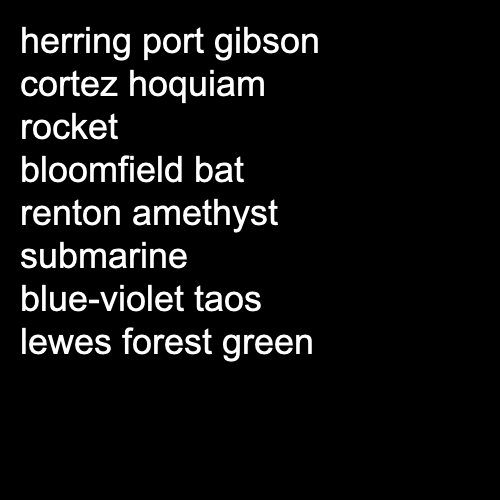 herring port gibson
cortez hoquiam
rocket
bloomfield bat
renton amethyst
submarine
blue-violet taos
lewes forest green